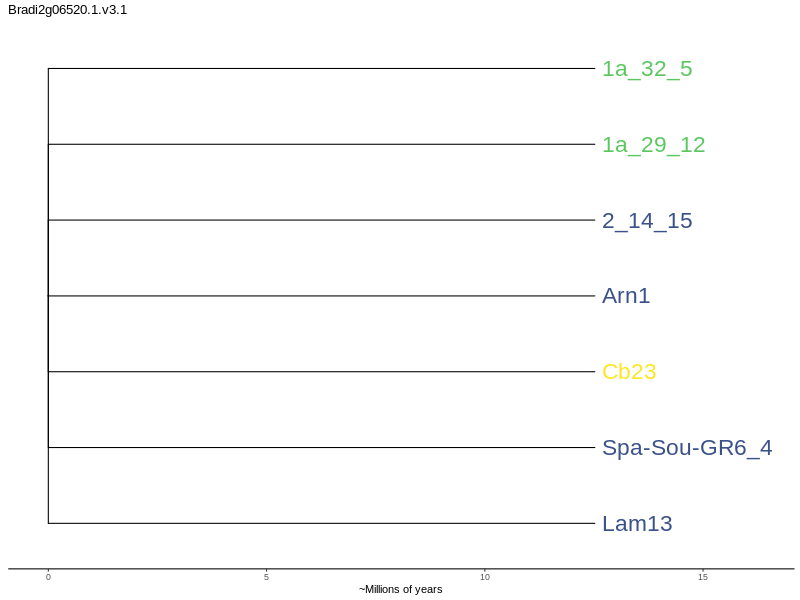 Bradi2g06520.1.v3.1
1a_32_5
1a_29_12
2_14_15
Arn1
Cb23
Spa-Sou-GR6_4
Lam13
0 5 10 15
~Millions of years